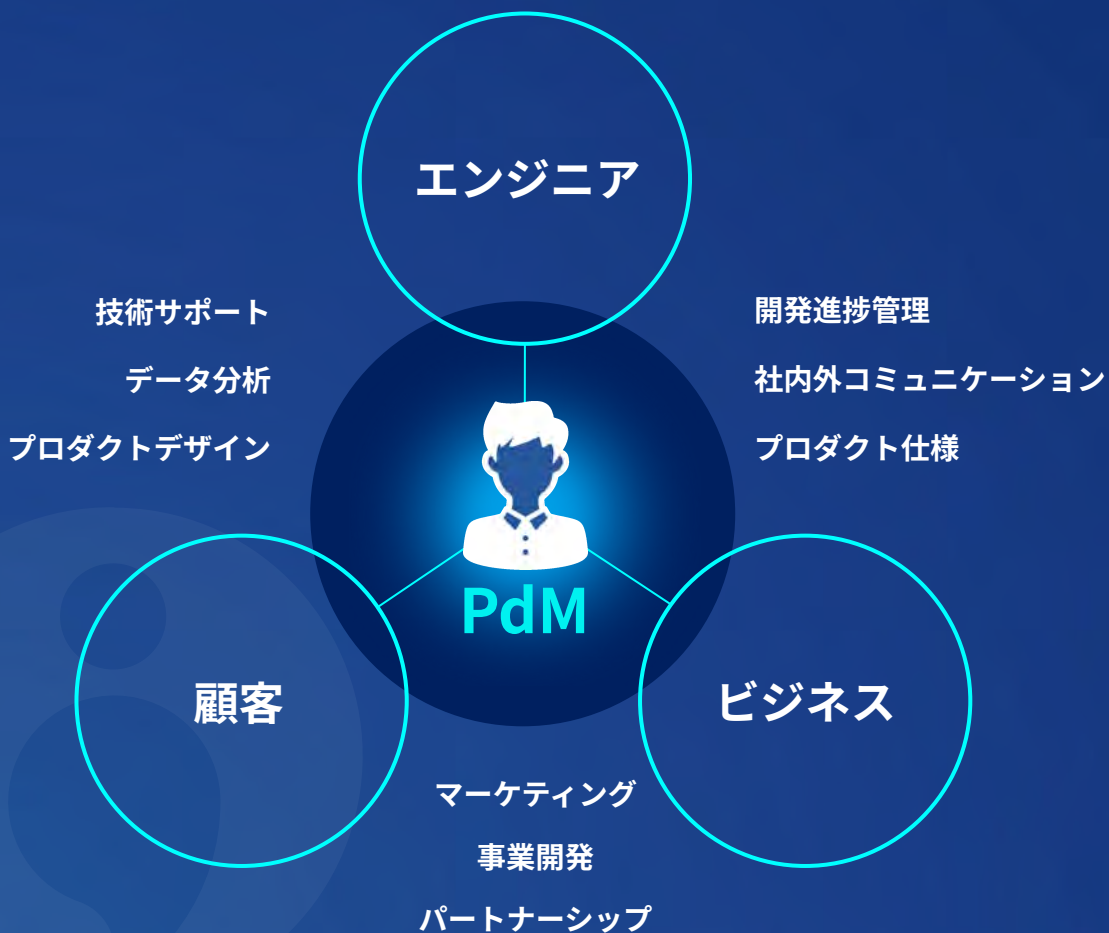 エンジニア
技術サポート
データ分析
プロダクトデザイン
開発進捗管理
社内外コミュニケーション
プロダクト仕様
PdM
顧客
ビジネス
マーケティング
事業開発
パートナーシップ